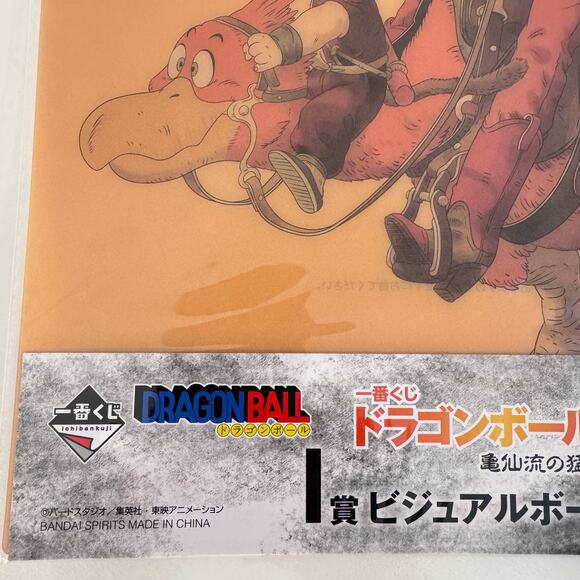 一番くじ
ichibankuji
DRAGONBALL
ドラゴンボール
一番くじ
ドラゴンボール
亀仙流の猛
I賞 ビジュアルボー
©バードスタジオ／集英社・東映アニメーション
BANDAI SPIRITS MADE IN CHINA